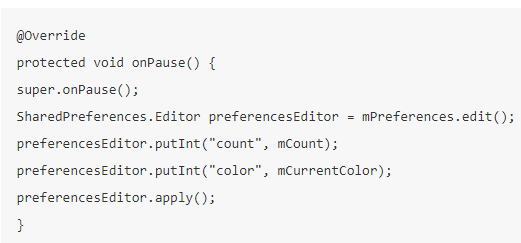 @Override
protected void onPause() {
super.onPause();
SharedPreferences.Editor preferencesEditor = mPreferences.edit();
preferencesEditor.putInt("count", mCount);
preferencesEditor.putInt("color", mCurrentColor);
preferencesEditor.apply();
}